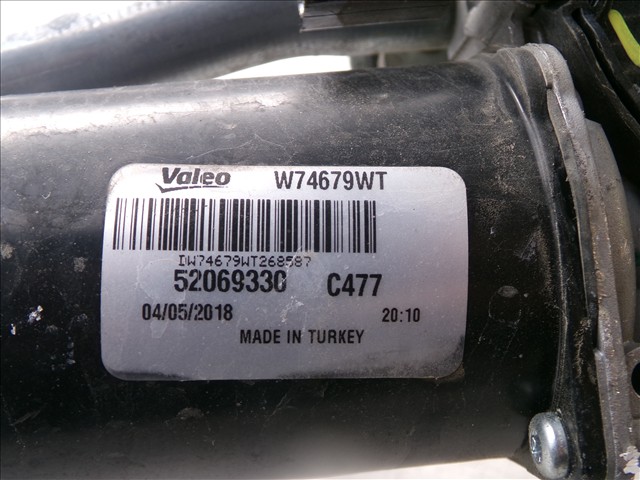 Valeo W74679WT
IW74679WT268587
52069330 C477
04/05/2018 20:10
MADE IN TURKEY